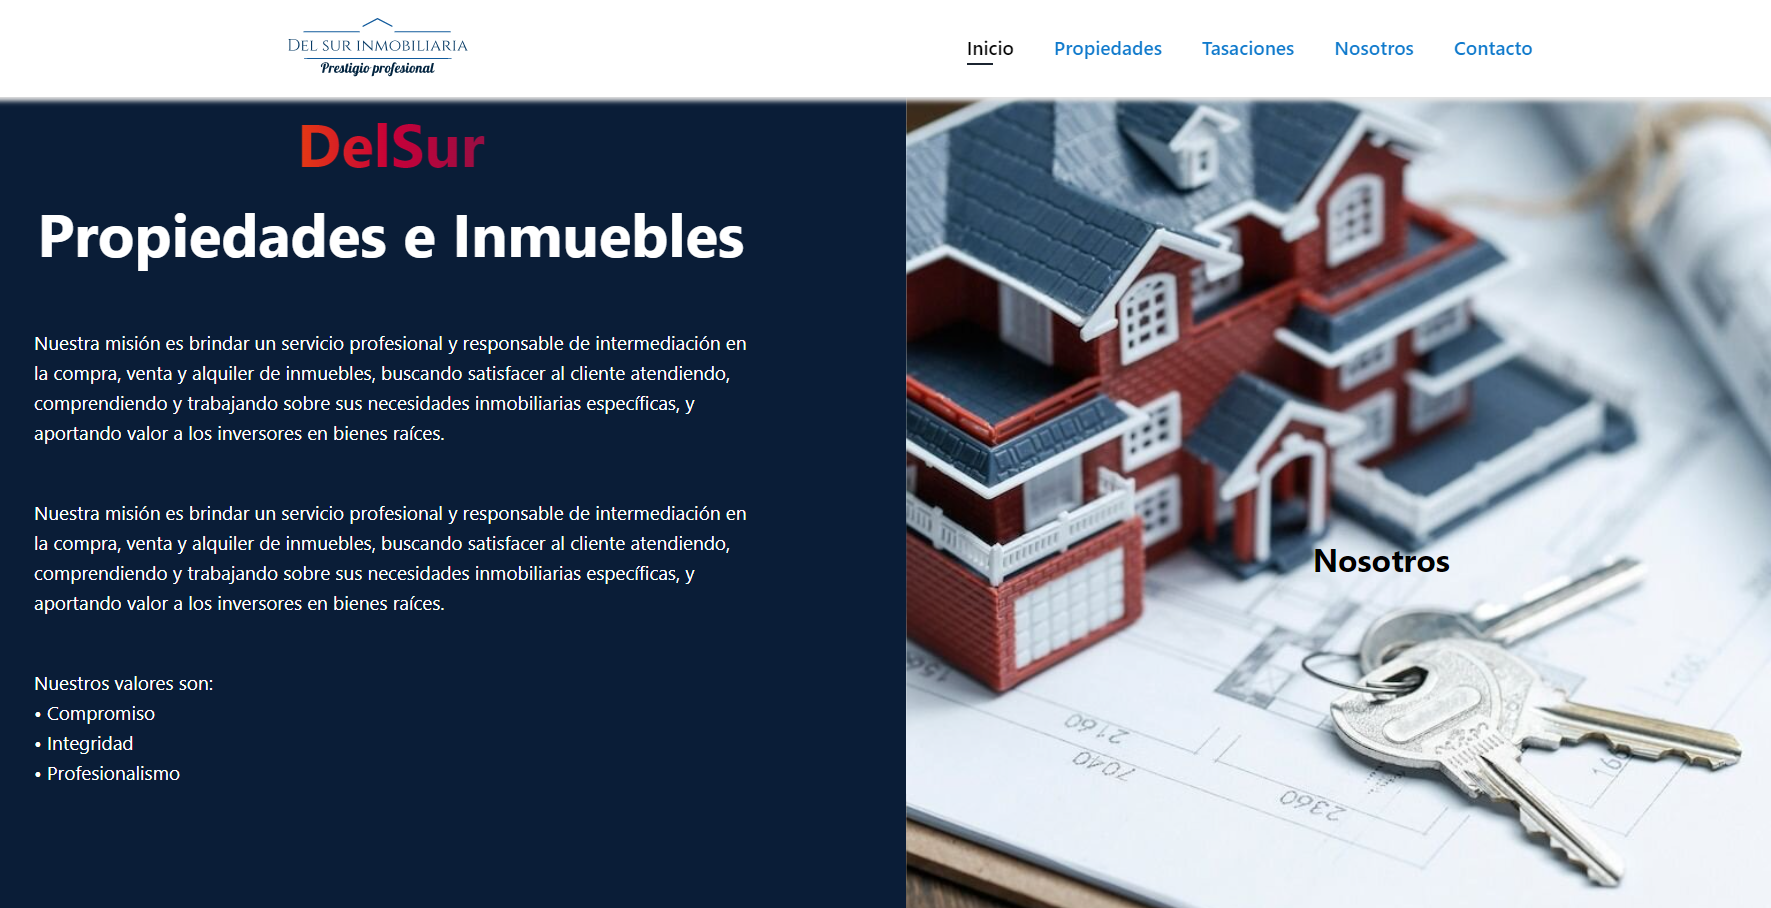 DEL SUR INMOBILIARIA
Prestigio profesional
Inicio Propiedades Tasaciones Nosotros Contacto
DelSur
Propiedades e Inmuebles
Nuestra misión es brindar un servicio profesional y responsable de intermediación en
la compra, venta y alquiler de inmuebles, buscando satisfacer al cliente atendiendo,
comprendiendo y trabajando sobre sus necesidades inmobiliarias específicas, y
aportando valor a los inversores en bienes raíces.
Nuestra misión es brindar un servicio profesional y responsable de intermediación en
la compra, venta y alquiler de inmuebles, buscando satisfacer al cliente atendiendo,
comprendiendo y trabajando sobre sus necesidades inmobiliarias específicas, y
aportando valor a los inversores en bienes raíces.
Nuestros valores son:
• Compromiso
• Integridad
• Profesionalismo
Nosotros
2160
7040
2360